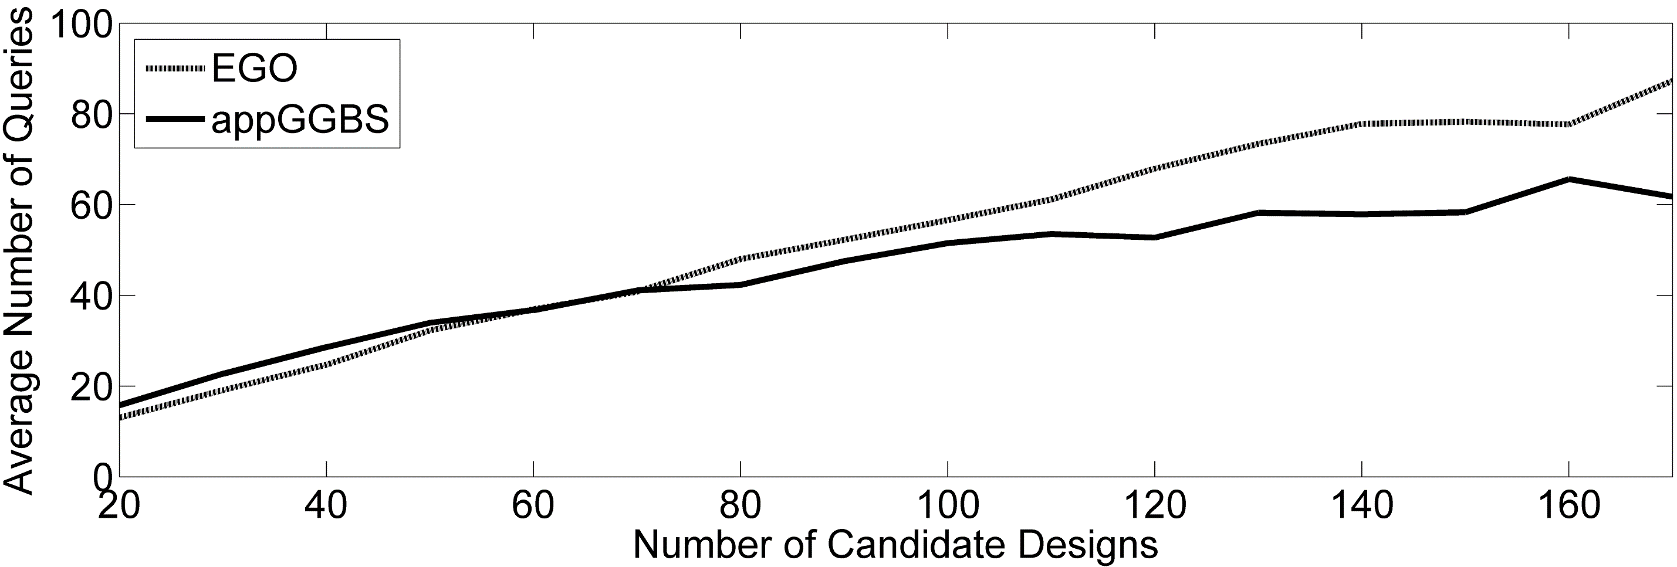 Average Number of Queries
100
80
60
40
20
0
EGO
appGGBS
20 40 60 80 100 120 140 160
Number of Candidate Designs